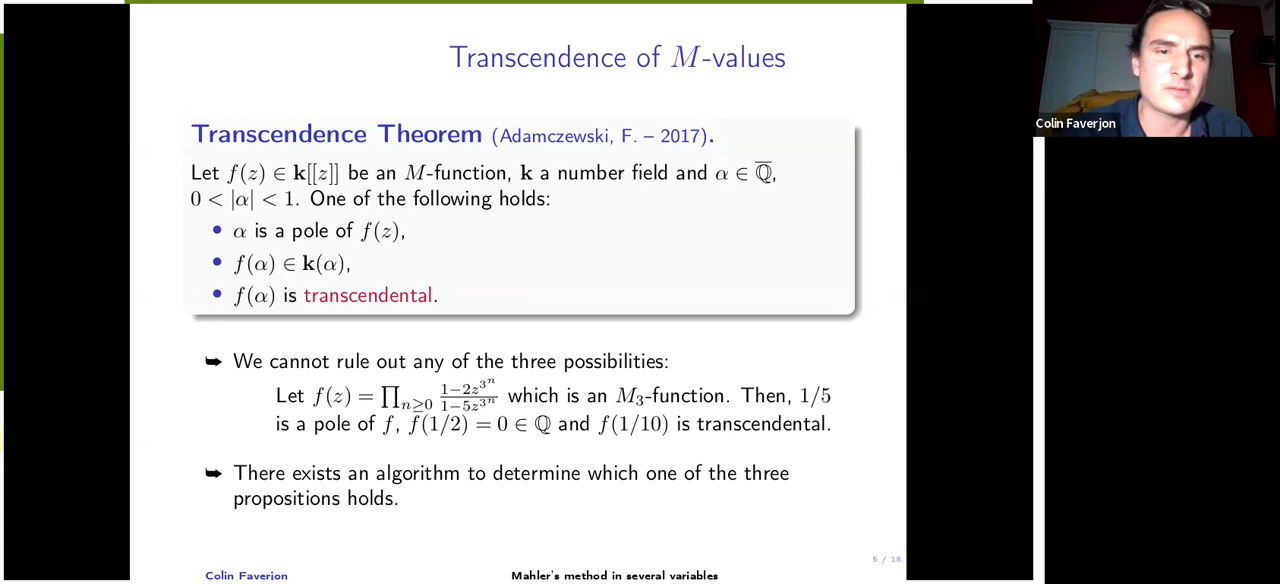 Transcendence of M-values
Transcendence Theorem (Adamczewski, F. – 2017).
Let f(z) ∈ k[[z]] be an M-function, k a number field and α ∈ ℚ̅,
0 < |α| < 1. One of the following holds:
• α is a pole of f(z),
• f(α) ∈ k(α),
• f(α) is transcendental.
➥ We cannot rule out any of the three possibilities:
Let f(z) = ∏_{n≥0} \frac{1−2z^{3^n}}{1−5z^{3^n}} which is an M₃-function. Then, 1/5
is a pole of f, f(1/2) = 0 ∈ ℚ and f(1/10) is transcendental.
➥ There exists an algorithm to determine which one of the three
propositions holds.
5 / 18
Colin Faverjon Mahler's method in several variables
Colin Faverjon